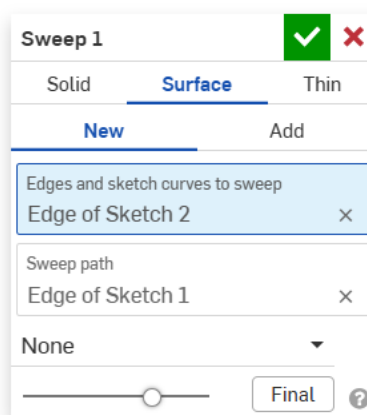 Sweep 1
Solid Surface Thin
New Add
Edges and sketch curves to sweep
Edge of Sketch 2
Sweep path
Edge of Sketch 1
None
Final ?